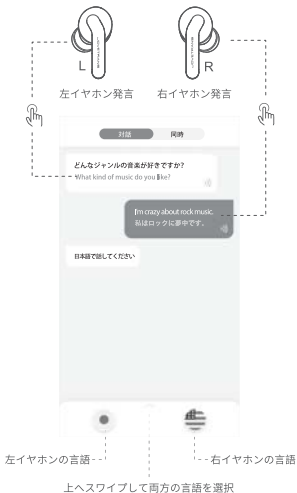 L
R
左イヤホン発言
右イヤホン発言
対話
同時
どんなジャンルの音楽が好きですか?
What kind of music do you like?
I'm crazy about rock music.
私はロックに夢中です。
日本語で話してください
左イヤホンの言語
右イヤホンの言語
上へスワイプして両方の言語を選択